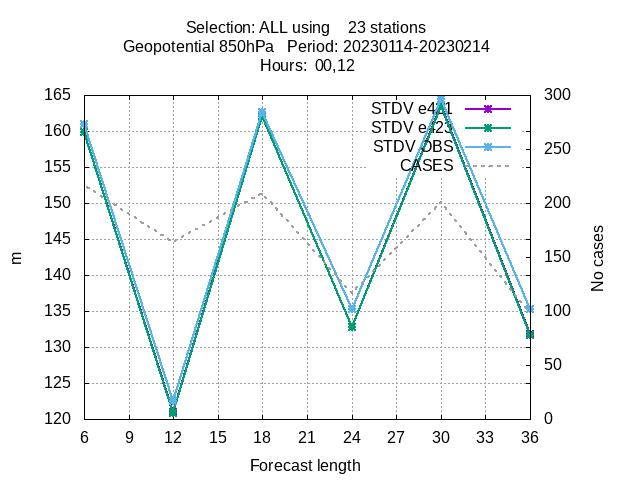 Selection: ALL using 23 stations
Geopotential 850hPa Period: 20230114-20230214
Hours: 00,12
165 300
STDV
STDV
160
STDV OBS
250
CASES
155
150 200
145
m
No cases
150
140
135 100
130
50
125
120 0
6 9 12 15 18 21 24 27 30 33 36
Forecast length